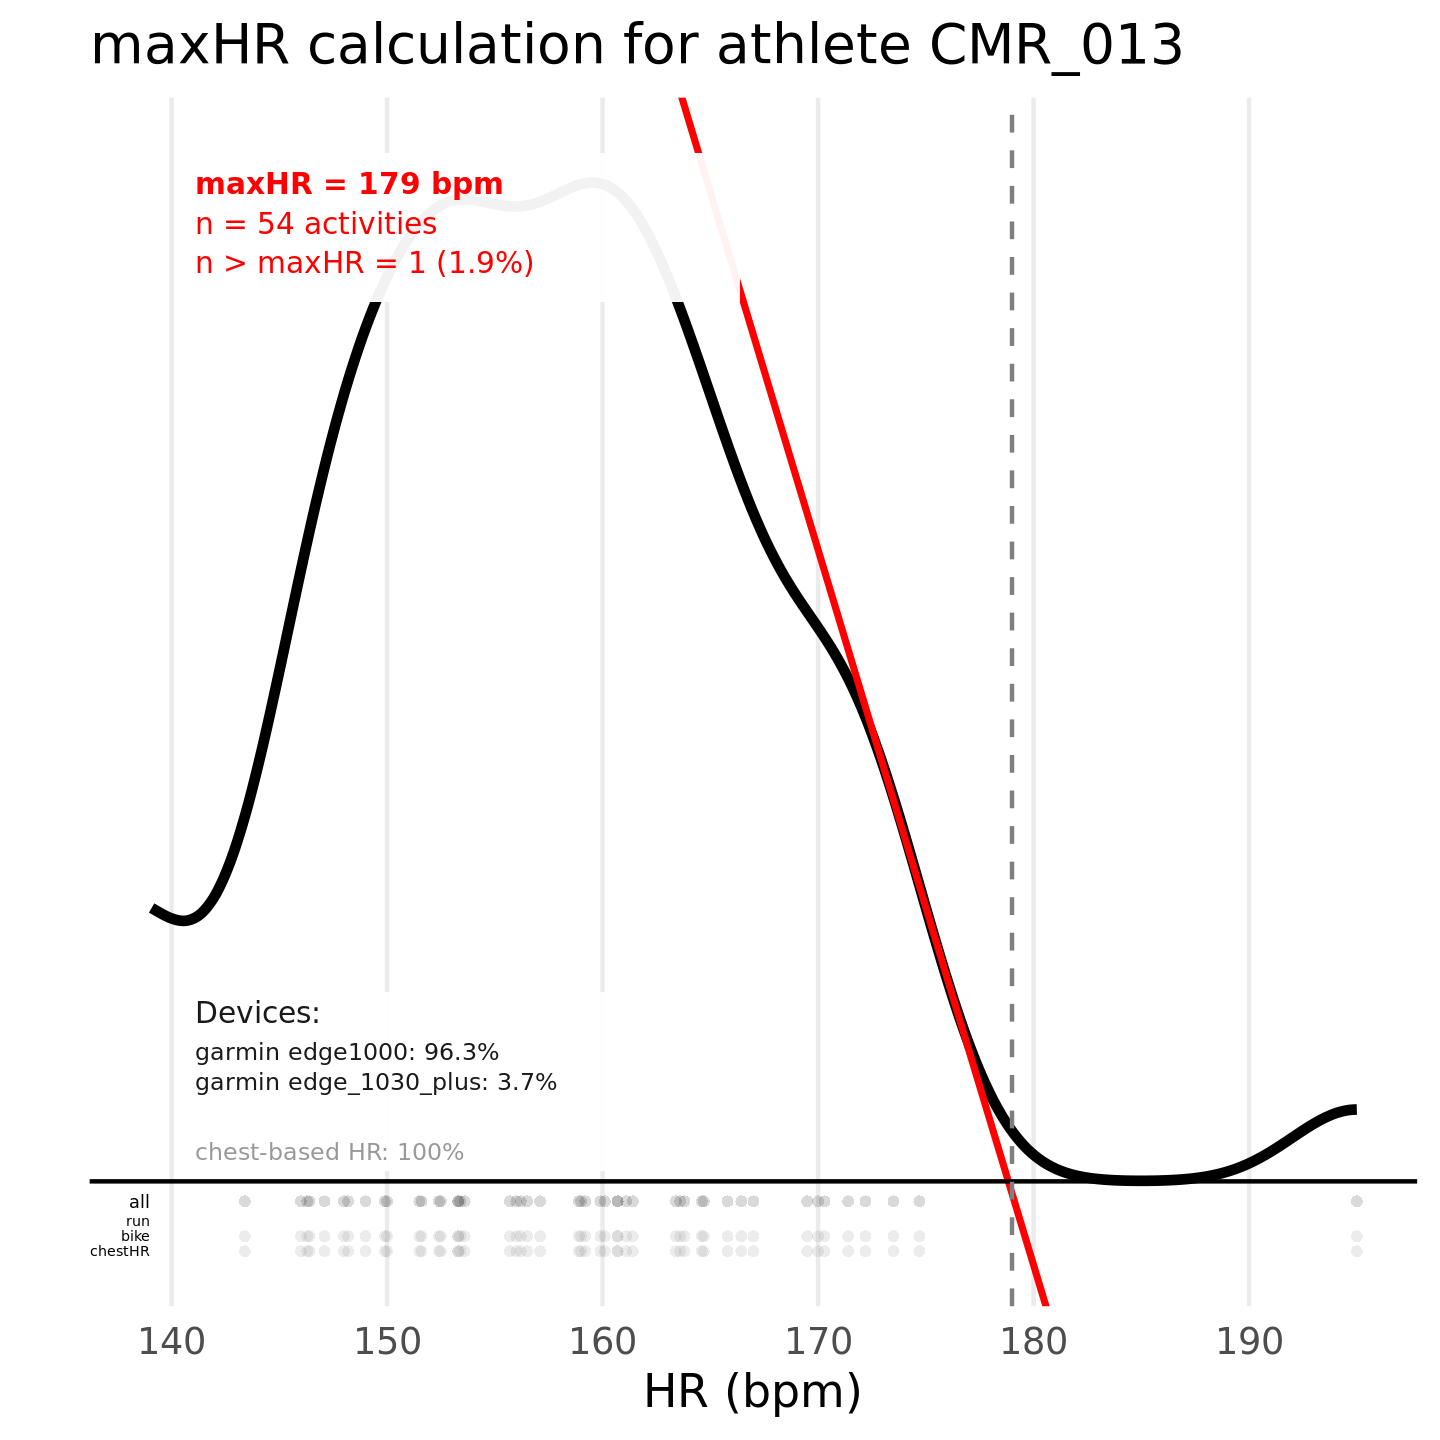 maxHR calculation for athlete CMR_013
maxHR = 179 bpm
n = 54 activities
n > maxHR = 1 (1.9%)
Devices:
garmin edge1000: 96.3%
garmin edge_1030_plus: 3.7%
chest-based HR: 100%
all
run
bike
chestHR
140 150 160 170 180 190
HR (bpm)